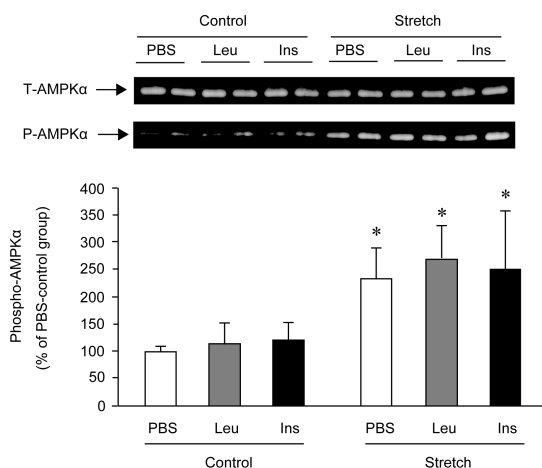 Control Stretch
PBS Leu Ins PBS Leu Ins
T-AMPKα
P-AMPKα
Phospho-AMPKα
(% of PBS-control group)
400
350
300
250
200
150
100
50
0
* * *
PBS Leu Ins PBS Leu Ins
Control Stretch